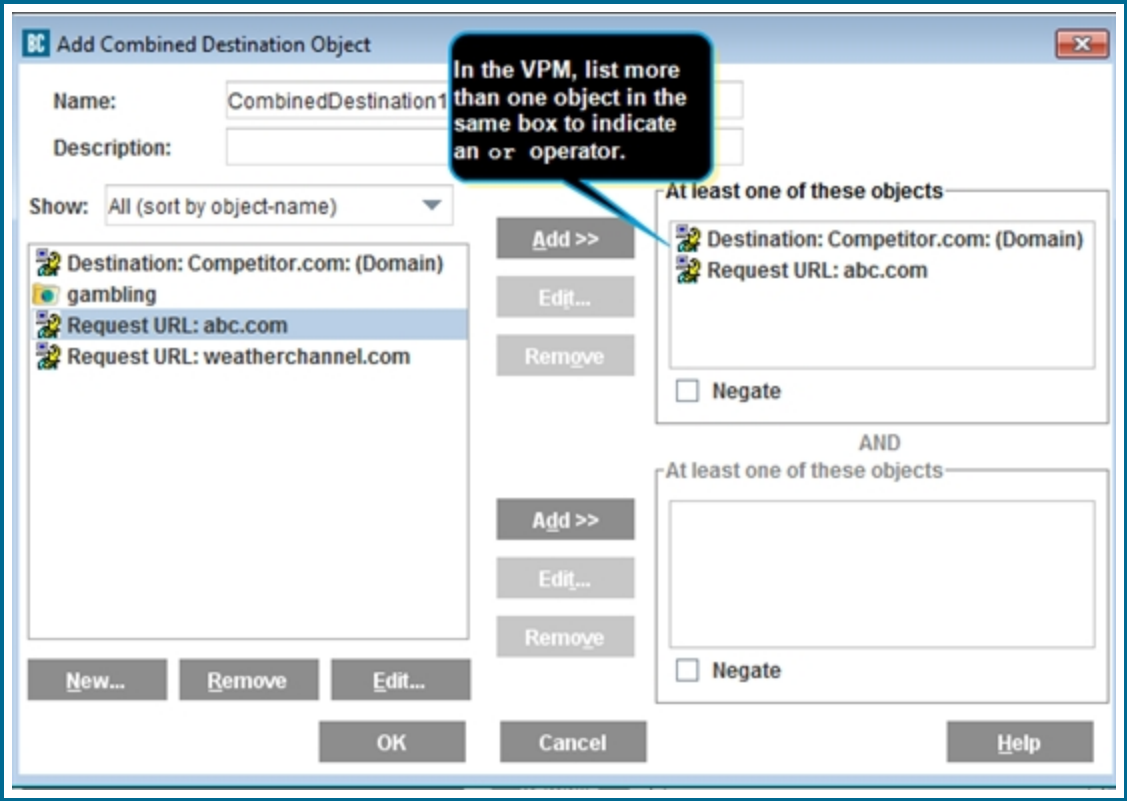 BC Add Combined Destination Object
Name: CombinedDestination1
Description:
In the VPM, list more
than one object in the
same box to indicate
an or operator.
Show: All (sort by object-name)
Destination: Competitor.com: (Domain)
gambling
Request URL: abc.com
Request URL: weatherchannel.com
New... Remove Edit...
Add >>
Edit...
Remove
At least one of these objects
Destination: Competitor.com: (Domain)
Request URL: abc.com
Negate
AND
Add >>
Edit...
Remove
At least one of these objects
Negate
OK Cancel Help